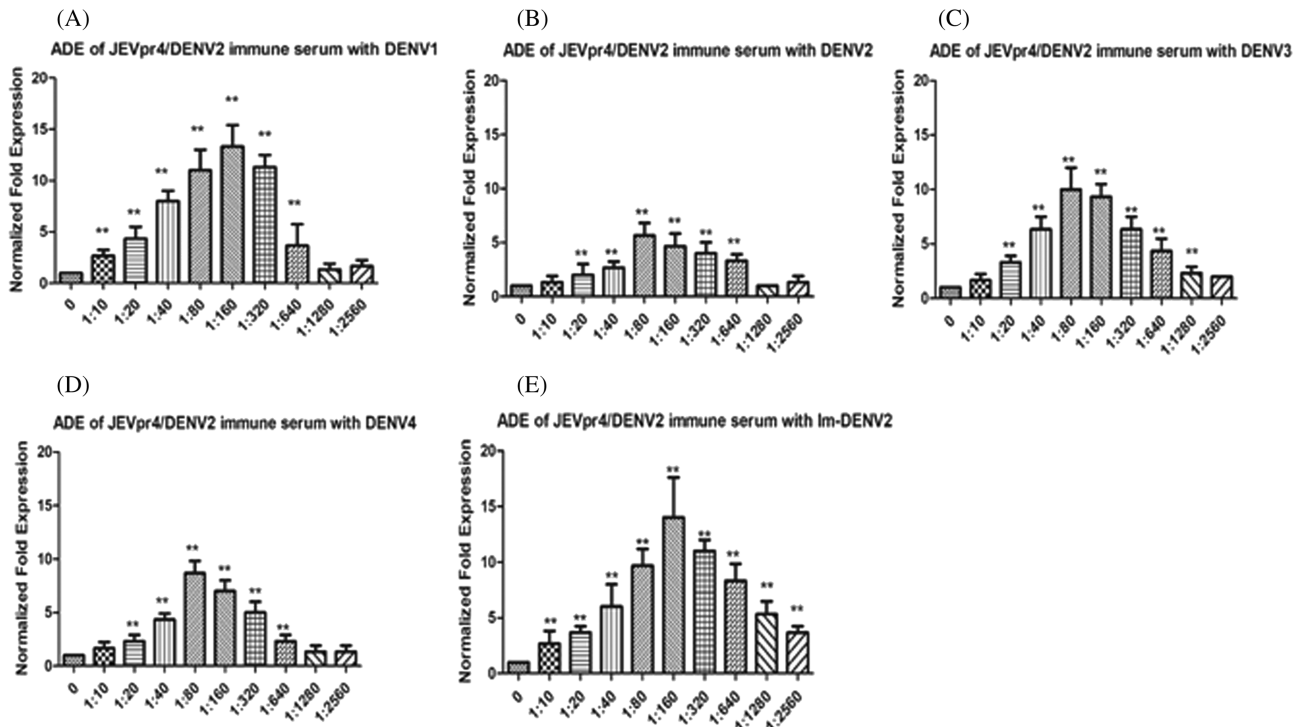 (A)
ADE of JEVpr4/DENV2 immune serum with DENV1
Normalized Fold Expression
20
15
10
5
0
** ** ** ** ** ** **
0 1:10 1:20 1:40 1:80 1:160 1:320 1:640 1:1280 1:2560
(B)
ADE of JEVpr4/DENV2 immune serum with DENV2
Normalized Fold Expression
20
15
10
5
0
** ** ** ** ** **
0 1:10 1:20 1:40 1:80 1:160 1:320 1:640 1:1280 1:2560
(C)
ADE of JEVpr4/DENV2 immune serum with DENV3
Normalized Fold Expression
20
15
10
5
0
** ** ** ** ** ** **
0 1:10 1:20 1:40 1:80 1:160 1:320 1:640 1:1280 1:2560
(D)
ADE of JEVpr4/DENV2 immune serum with DENV4
Normalized Fold Expression
20
15
10
5
0
** ** ** ** ** **
0 1:10 1:20 1:40 1:80 1:160 1:320 1:640 1:1280 1:2560
(E)
ADE of JEVpr4/DENV2 immune serum with Im-DENV2
Normalized Fold Expression
20
15
10
5
0
** ** ** ** ** ** ** ** **
0 1:10 1:20 1:40 1:80 1:160 1:320 1:640 1:1280 1:2560